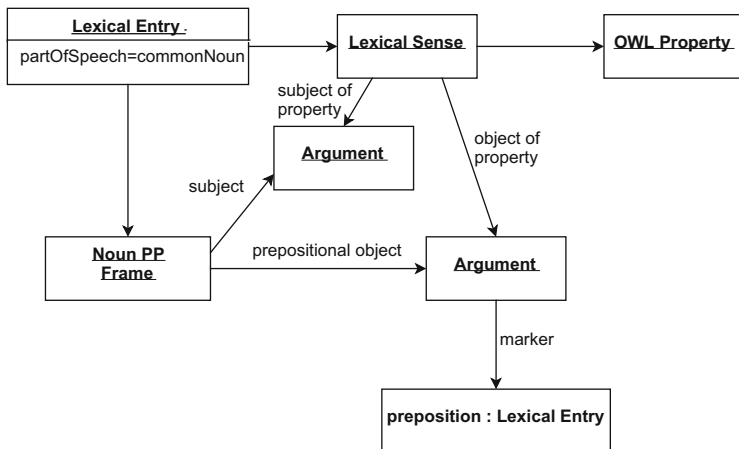 Lexical Entry .
partOfSpeech=commonNoun
Lexical Sense
OWL Property
subject of
property
Argument
object of
property
subject
Noun PP
Frame
prepositional object
Argument
marker
preposition : Lexical Entry